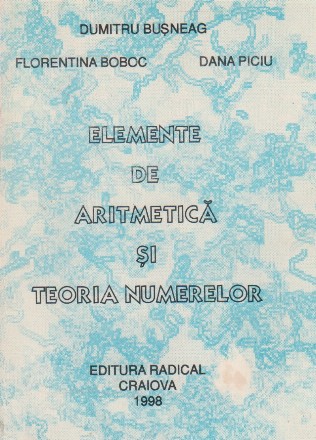 DUMITRU BUŞNEAG
FLORENTINA BOBOC DANA PICIU
ELEMENTE
DE
ARITMETICĂ
ŞI
TEORIA NUMERELOR
EDITURA RADICAL
CRAIOVA
1998